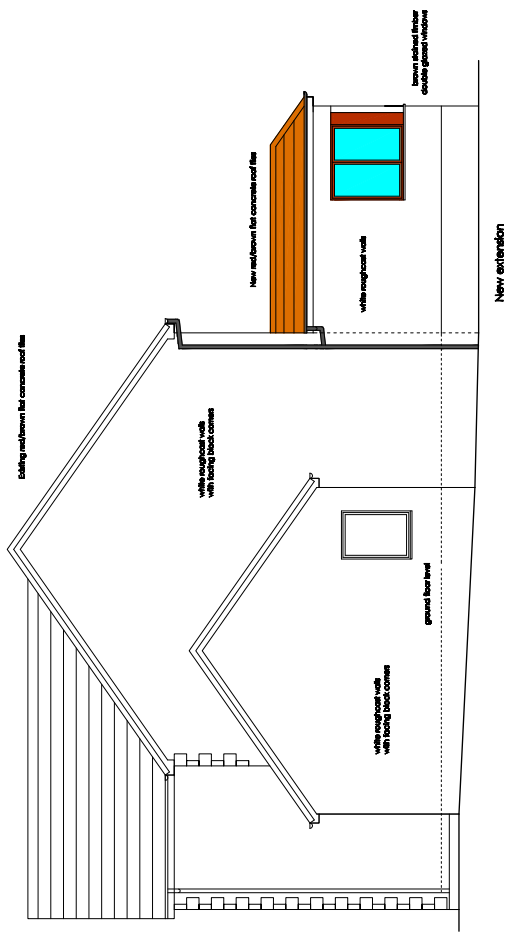 Existing red/brown flat concrete roof tiles
white roughcast walls
with facing block corners
New red/brown flat concrete roof tiles
white roughcast walls
brown stained timber
double glazed windows
white roughcast walls
with facing block corners
ground floor level
New extension